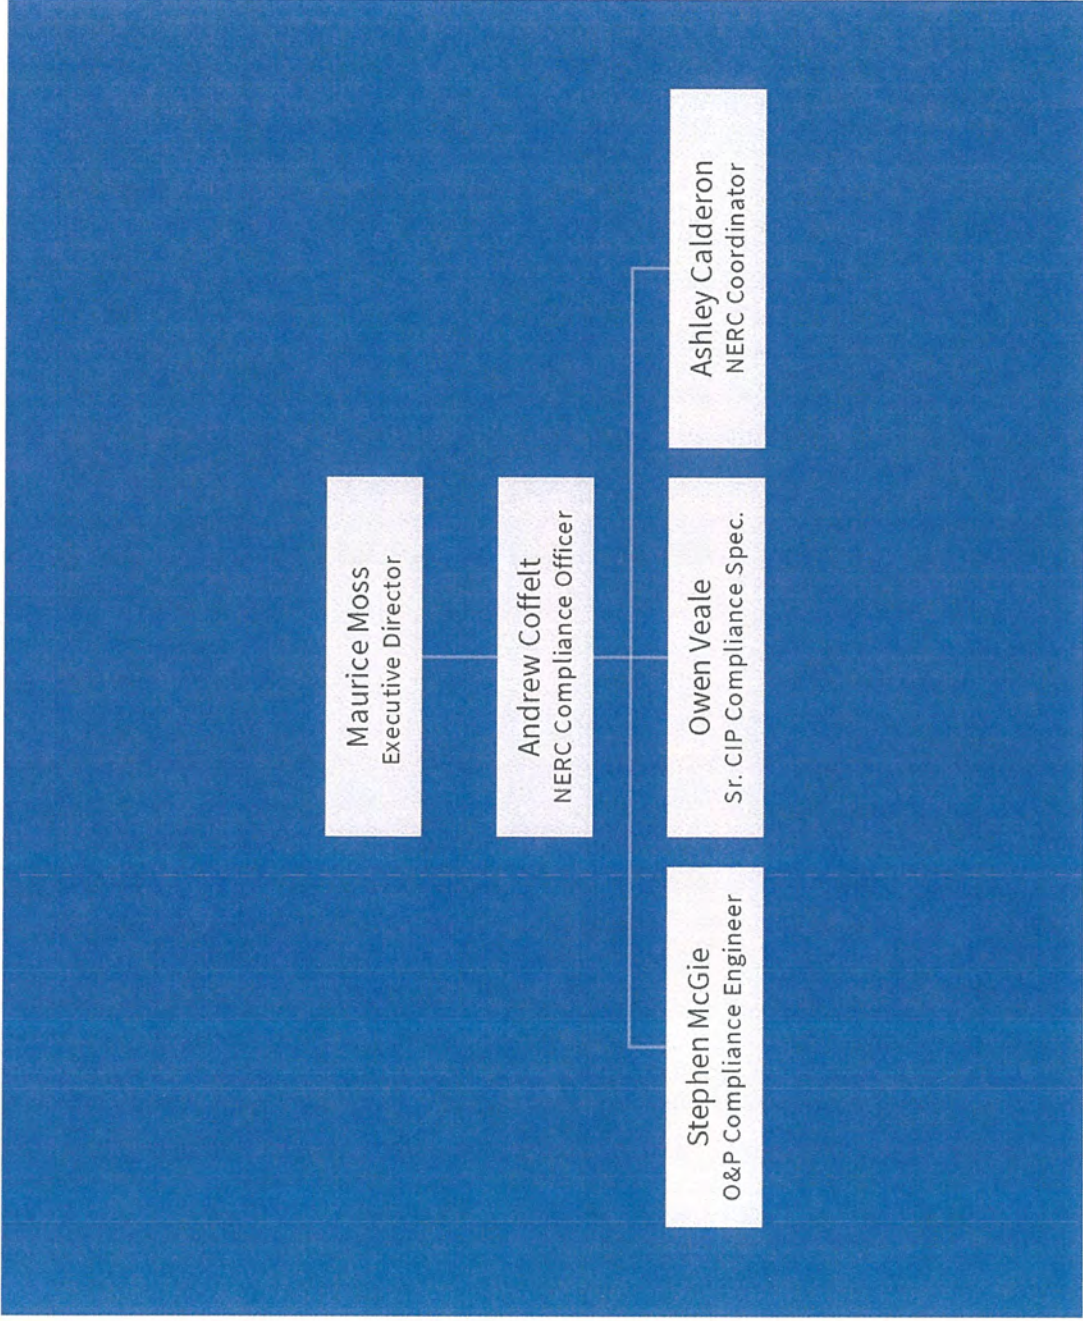 Maurice Moss
Executive Director
Andrew Coffelt
NERC Compliance Officer
Stephen McGie
O&P Compliance Engineer
Owen Veale
Sr. CIP Compliance Spec.
Ashley Calderon
NERC Coordinator